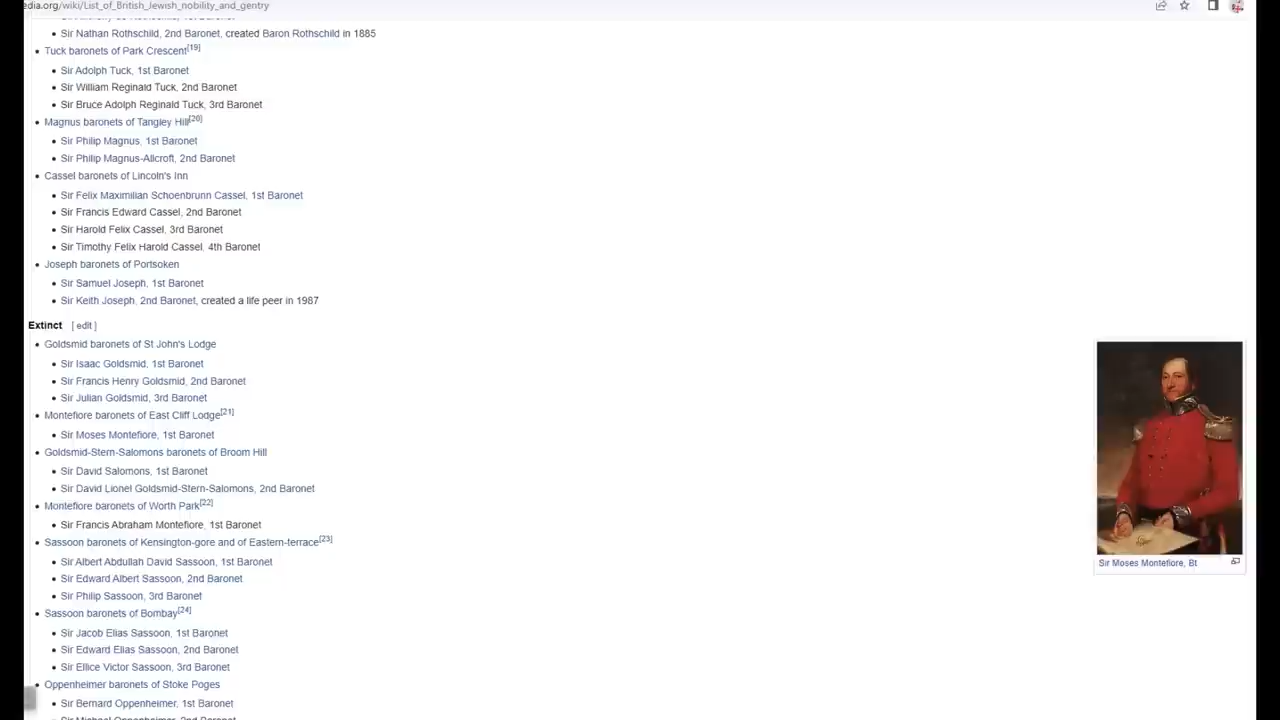 edia.org/wiki/List_of_British_Jewish_nobility_and_gentry
Sir Nathan Rothschild, 2nd Baronet, created Baron Rothschild in 1885
Tuck baronets of Park Crescent[19]
Sir Adolph Tuck, 1st Baronet
Sir William Reginald Tuck, 2nd Baronet
Sir Bruce Adolph Reginald Tuck, 3rd Baronet
Magnus baronets of Tangley Hill[20]
Sir Philip Magnus, 1st Baronet
Sir Philip Magnus-Allcroft, 2nd Baronet
Cassel baronets of Lincoln's Inn
Sir Felix Maximilian Schoenbrunn Cassel, 1st Baronet
Sir Francis Edward Cassel, 2nd Baronet
Sir Harold Felix Cassel, 3rd Baronet
Sir Timothy Felix Harold Cassel, 4th Baronet
Joseph baronets of Portsoken
Sir Samuel Joseph, 1st Baronet
Sir Keith Joseph, 2nd Baronet, created a life peer in 1987
Extinct [ edit ]
Goldsmid baronets of St John's Lodge
Sir Isaac Goldsmid, 1st Baronet
Sir Francis Henry Goldsmid, 2nd Baronet
Sir Julian Goldsmid, 3rd Baronet
Montefiore baronets of East Cliff Lodge[21]
Sir Moses Montefiore, 1st Baronet
Goldsmid-Stern-Salomons baronets of Broom Hill
Sir David Salomons, 1st Baronet
Sir David Lionel Goldsmid-Stern-Salomons, 2nd Baronet
Montefiore baronets of Worth Park[22]
Sir Francis Abraham Montefiore, 1st Baronet
Sassoon baronets of Kensington-gore and of Eastern-terrace[23]
Sir Albert Abdullah David Sassoon, 1st Baronet
Sir Edward Albert Sassoon, 2nd Baronet
Sir Philip Sassoon, 3rd Baronet
Sassoon baronets of Bombay[24]
Sir Jacob Elias Sassoon, 1st Baronet
Sir Edward Elias Sassoon, 2nd Baronet
Sir Ellice Victor Sassoon, 3rd Baronet
Oppenheimer baronets of Stoke Poges
Sir Bernard Oppenheimer, 1st Baronet
Sir Moses Montefiore, Bt